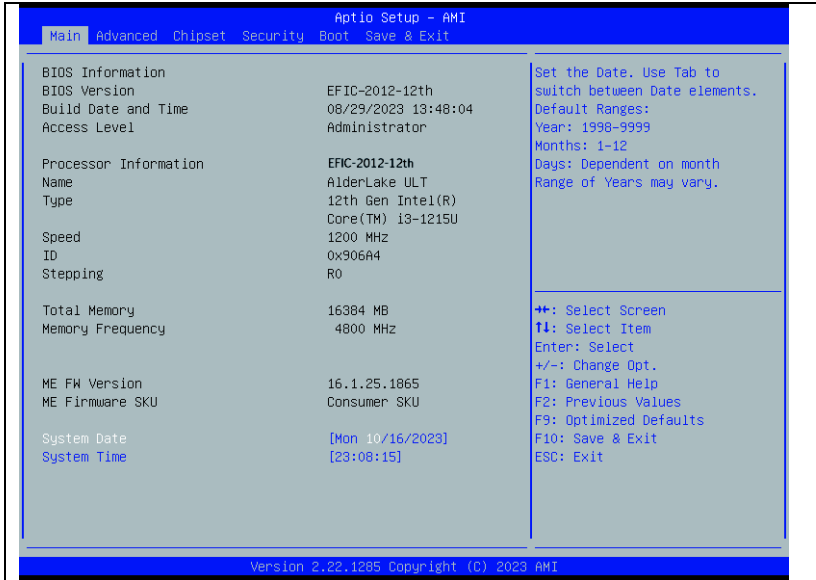 Aptio Setup – AMI
Main Advanced Chipset Security Boot Save & Exit
BIOS Information
BIOS Version EFIC-2012-12th
Build Date and Time 08/29/2023 13:48:04
Access Level Administrator
Processor Information EFIC-2012-12th
Name AlderLake ULT
Type 12th Gen Intel(R)
Core(TM) i3-1215U
Speed 1200 MHz
ID 0x906A4
Stepping R0
Total Memory 16384 MB
Memory Frequency 4800 MHz
ME FW Version 16.1.25.1865
ME Firmware SKU Consumer SKU
System Date [Mon 10/16/2023]
System Time [23:08:15]
Set the Date. Use Tab to
switch between Date elements.
Default Ranges:
Year: 1998-9999
Months: 1-12
Days: Dependent on month
Range of Years may vary.
→←: Select Screen
↑↓: Select Item
Enter: Select
+/-: Change Opt.
F1: General Help
F2: Previous Values
F9: Optimized Defaults
F10: Save & Exit
ESC: Exit
Version 2.22.1285 Copyright (C) 2023 AMI